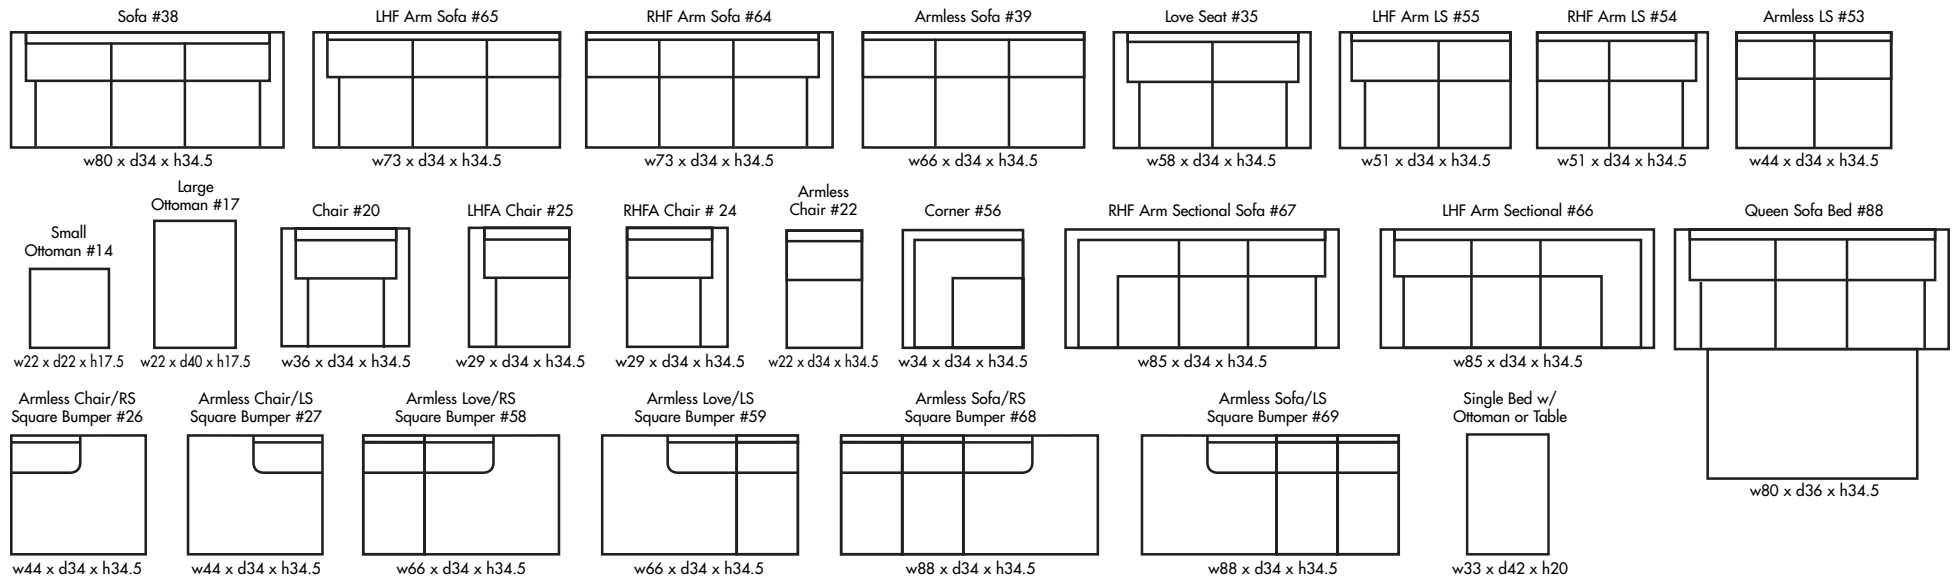 Sofa #38
LHF Arm Sofa #65
RHF Arm Sofa #64
Armless Sofa #39
Love Seat #35
LHF Arm LS #55
RHF Arm LS #54
Armless LS #53
w80 x d34 x h34.5
w73 x d34 x h34.5
w73 x d34 x h34.5
w66 x d34 x h34.5
w58 x d34 x h34.5
w51 x d34 x h34.5
w51 x d34 x h34.5
w44 x d34 x h34.5
Small
Ottoman #14
Large
Ottoman #17
Chair #20
LHFA Chair #25
RHFA Chair # 24
Armless
Chair #22
Corner #56
RHF Arm Sectional Sofa #67
LHF Arm Sectional #66
Queen Sofa Bed #88
w22 x d22 x h17.5
w22 x d40 x h17.5
w36 x d34 x h34.5
w29 x d34 x h34.5
w29 x d34 x h34.5
w22 x d34 x h34.5
w34 x d34 x h34.5
w85 x d34 x h34.5
w85 x d34 x h34.5
w80 x d36 x h34.5
Armless Chair/RS
Square Bumper #26
Armless Chair/LS
Square Bumper #27
Armless Love/RS
Square Bumper #58
Armless Love/LS
Square Bumper #59
Armless Sofa/RS
Square Bumper #68
Armless Sofa/LS
Square Bumper #69
Single Bed w/
Ottoman or Table
w44 x d34 x h34.5
w44 x d34 x h34.5
w66 x d34 x h34.5
w66 x d34 x h34.5
w88 x d34 x h34.5
w88 x d34 x h34.5
w33 x d42 x h20